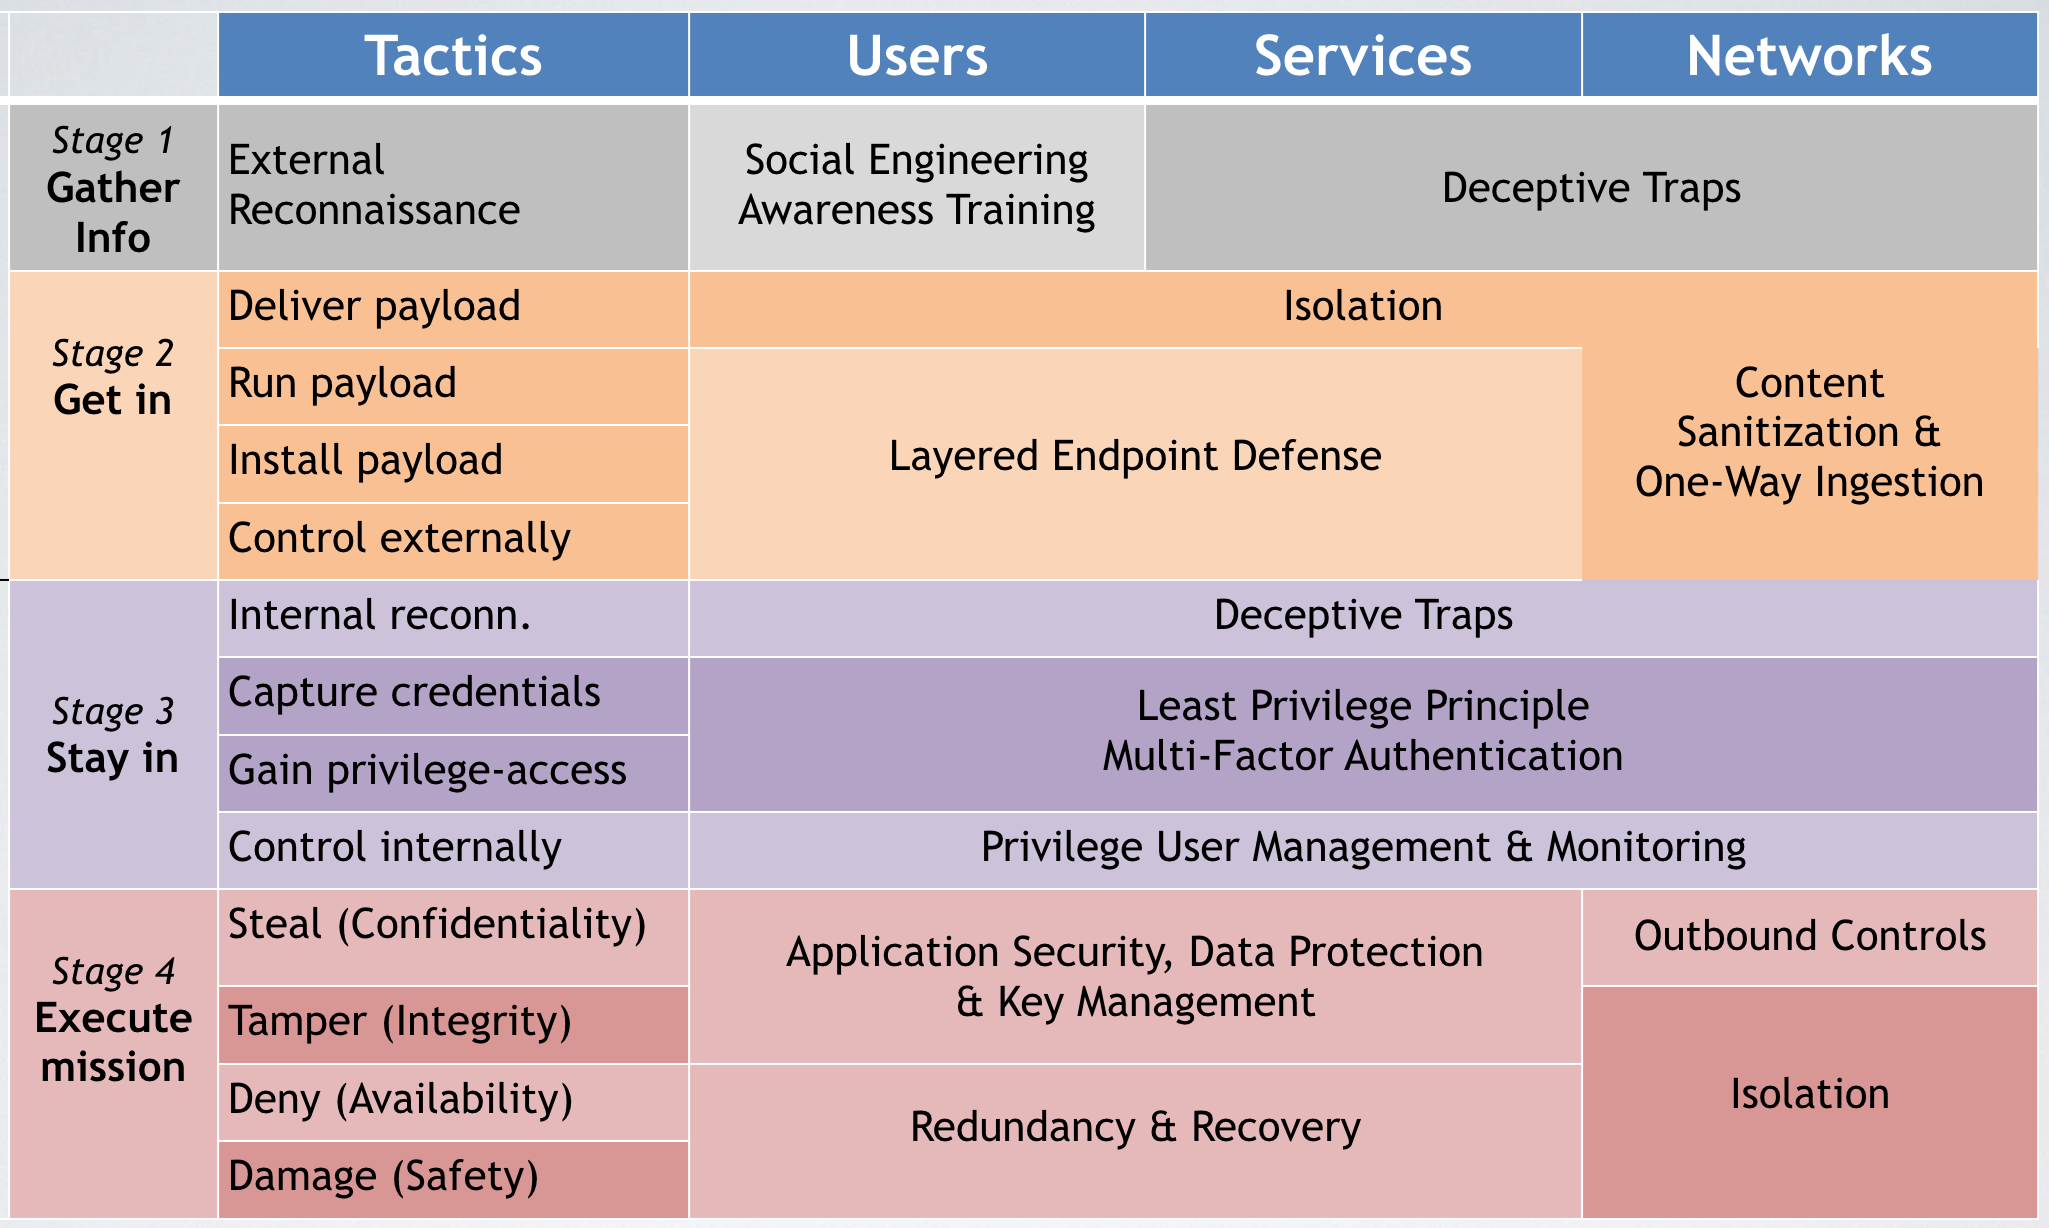 Tactics
Users
Services
Networks
Stage 1
Gather
Info
External
Reconnaissance
Social Engineering
Awareness Training
Deceptive Traps
Stage 2
Get in
Deliver payload
Isolation
Run payload
Install payload
Control externally
Layered Endpoint Defense
Content
Sanitization &
One-Way Ingestion
Stage 3
Stay in
Internal reconn.
Deceptive Traps
Capture credentials
Gain privilege-access
Least Privilege Principle
Multi-Factor Authentication
Control internally
Privilege User Management & Monitoring
Stage 4
Execute
mission
Steal (Confidentiality)
Tamper (Integrity)
Application Security, Data Protection
& Key Management
Outbound Controls
Deny (Availability)
Damage (Safety)
Redundancy & Recovery
Isolation